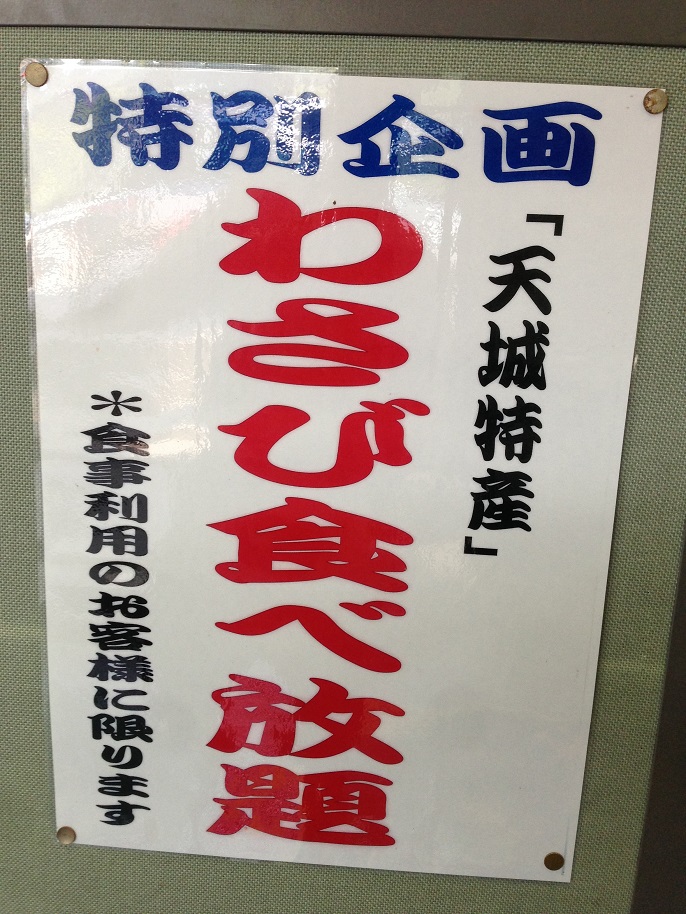 特別企画
「天城特産」
わさび食べ放題
＊食事利用のお客様に限ります